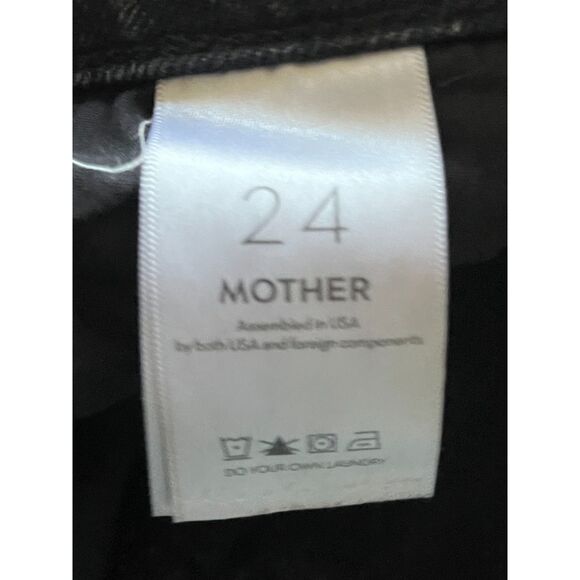 24
MOTHER
Assembled in USA
by both USA and foreign components
DO YOUR OWN LAUNDRY